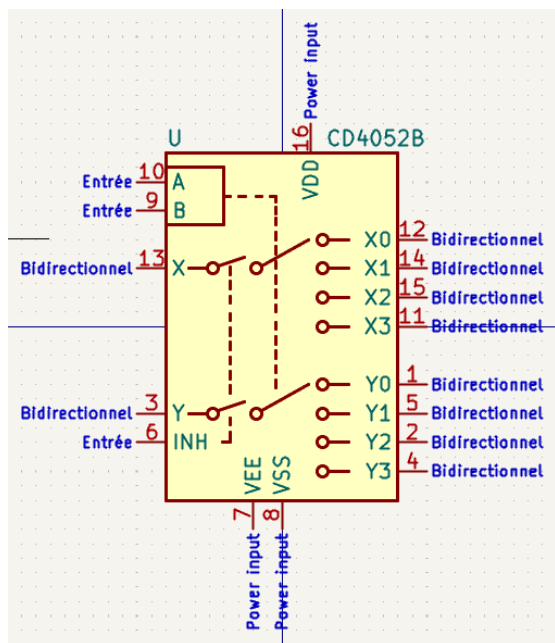 Power input
16
VDD
U
CD4052B
Entrée 10 A
Entrée 9 B
Bidirectionnel 13 X
X0 12 Bidirectionnel
X1 14 Bidirectionnel
X2 15 Bidirectionnel
X3 11 Bidirectionnel
Y0 1 Bidirectionnel
Bidirectionnel 3 Y
Y1 5 Bidirectionnel
Entrée 6 INH
Y2 2 Bidirectionnel
Y3 4 Bidirectionnel
VEE
VSS
7
8
Power input
Power input